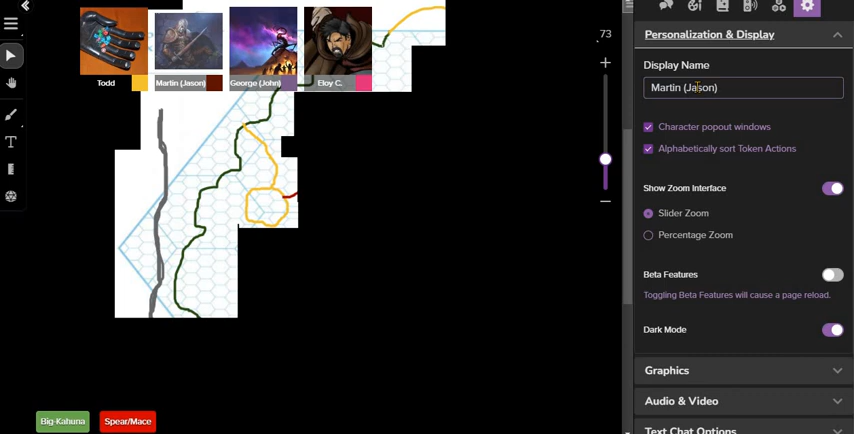 Todd
Martin (Jason)
George (John)
Eloy C.
73
T
Big-Kahuna
Spear/Mace
Personalization & Display
Display Name
Martin (Jason)
Character popout windows
Alphabetically sort Token Actions
Show Zoom Interface
Slider Zoom
Percentage Zoom
Beta Features
Toggling Beta Features will cause a page reload.
Dark Mode
Graphics
Audio & Video
Text Chat Options